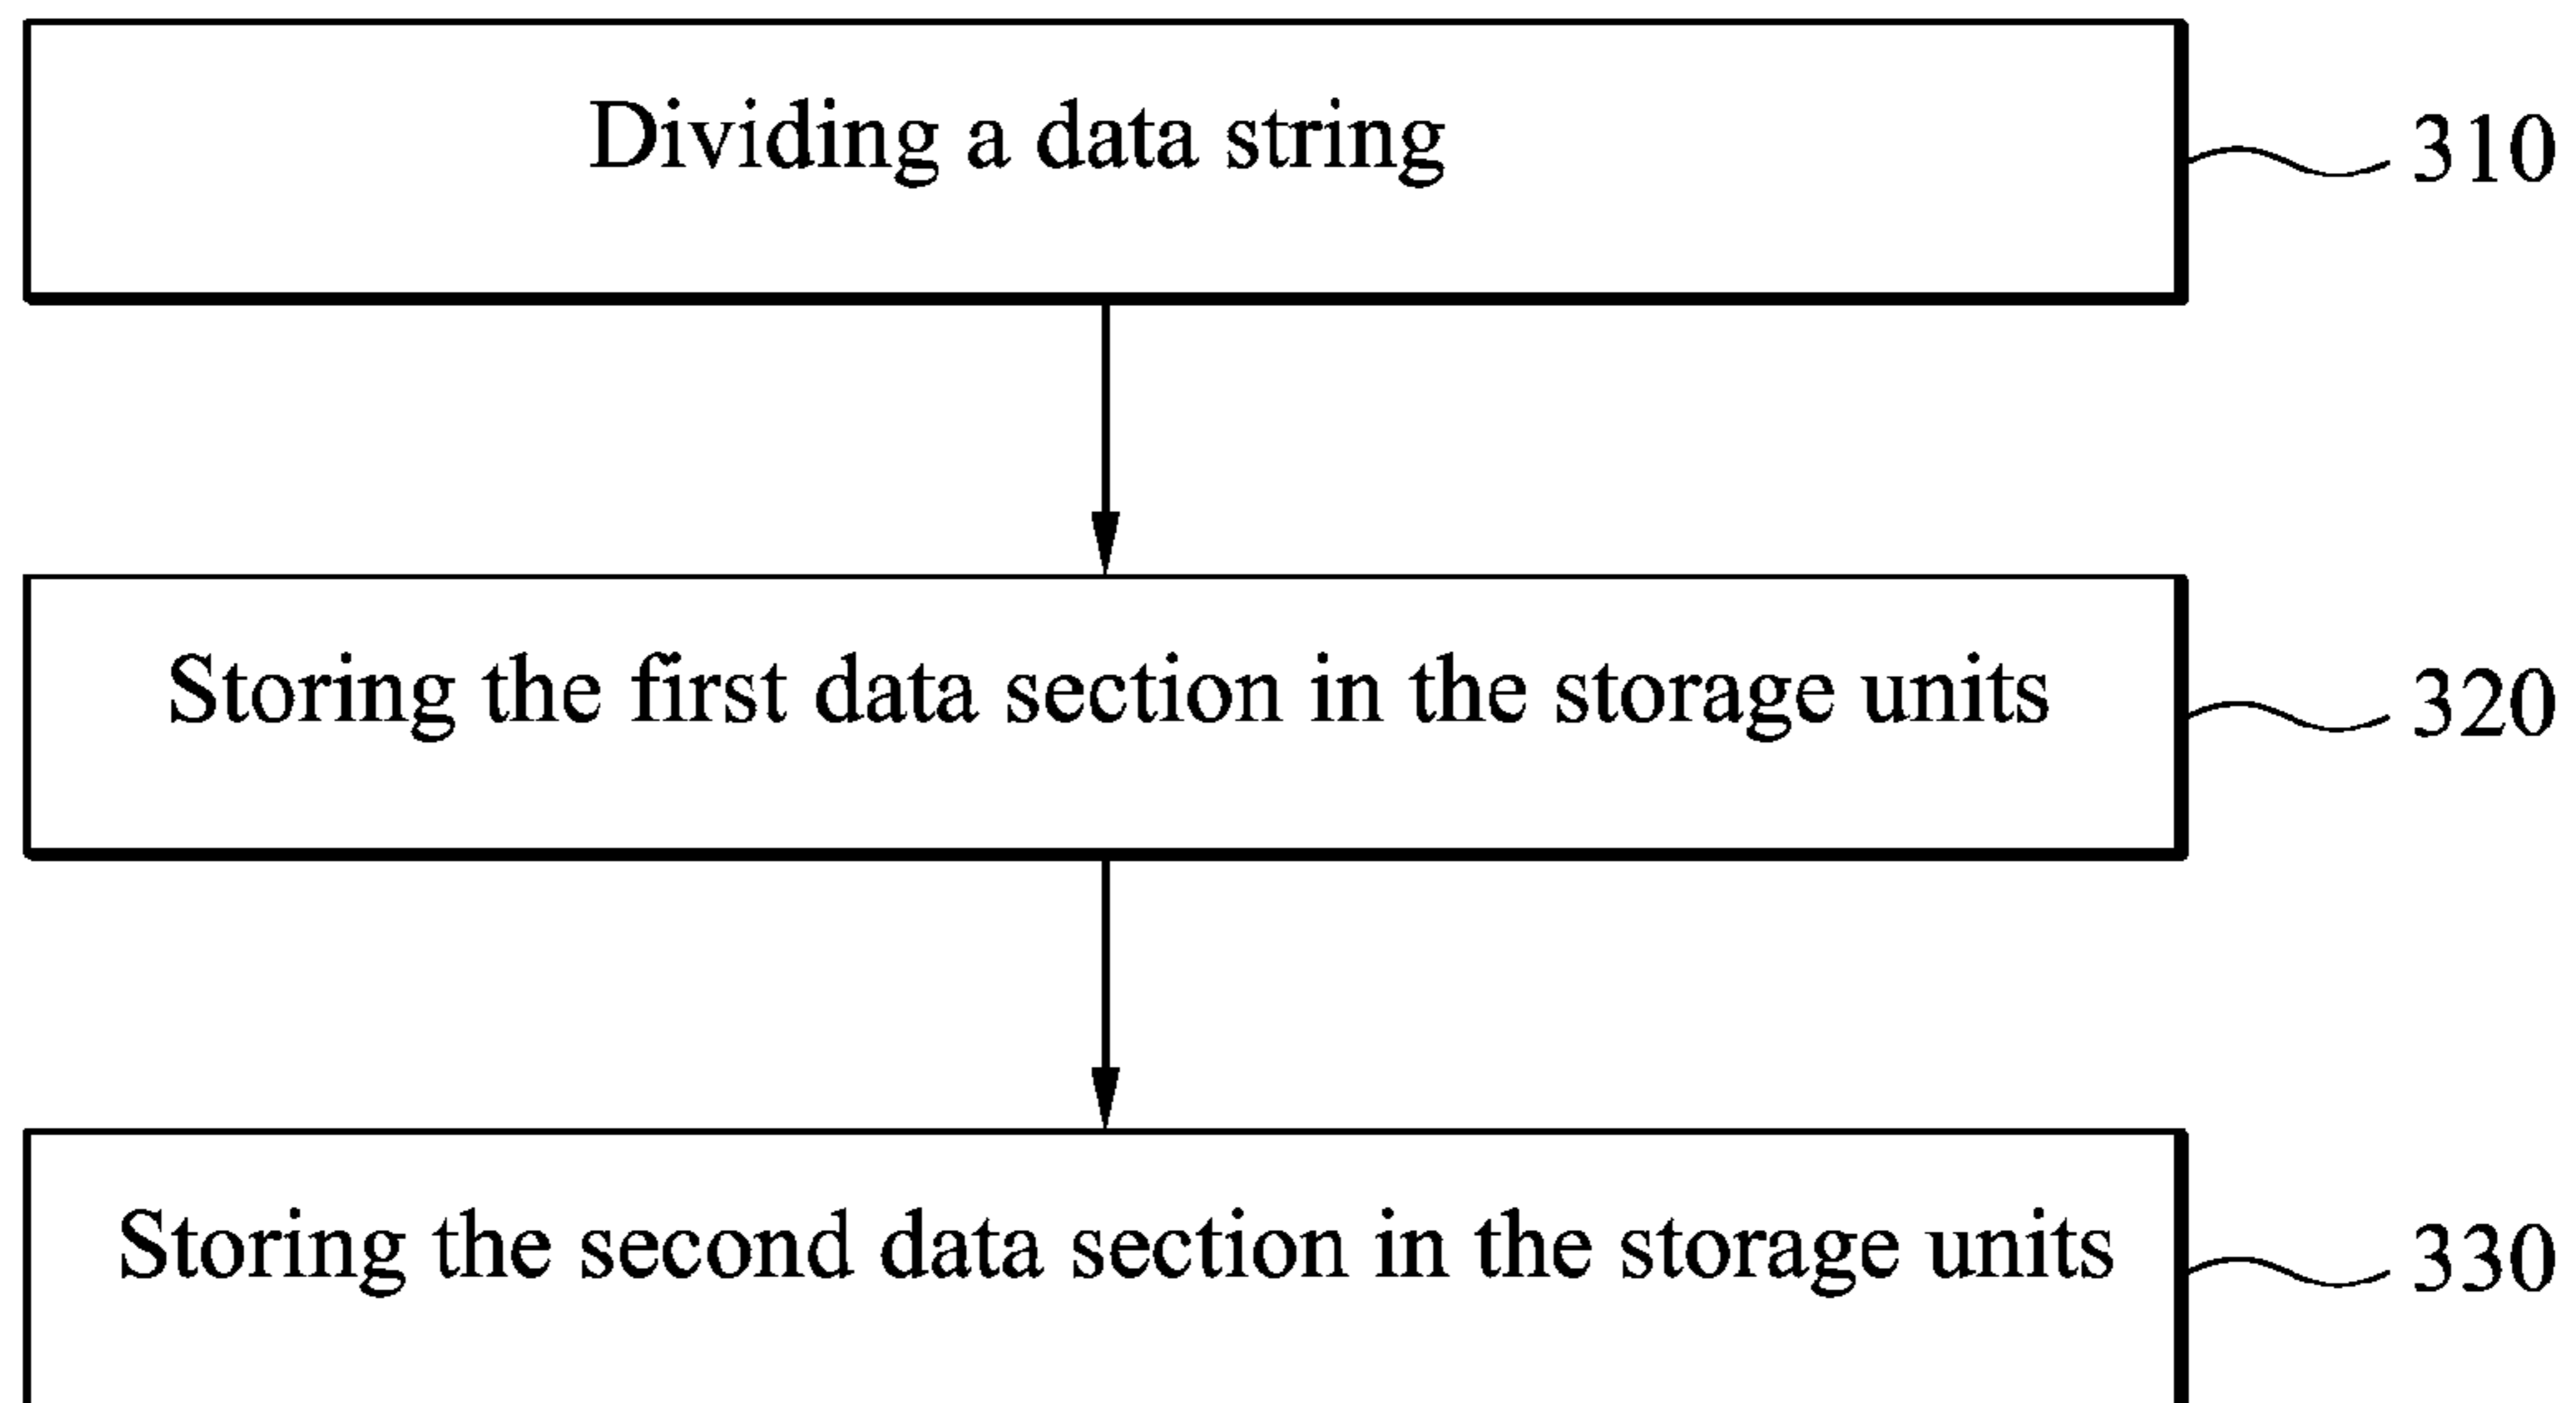 Dividing a data string
310
Storing the first data section in the storage units
320
Storing the second data section in the storage units
330